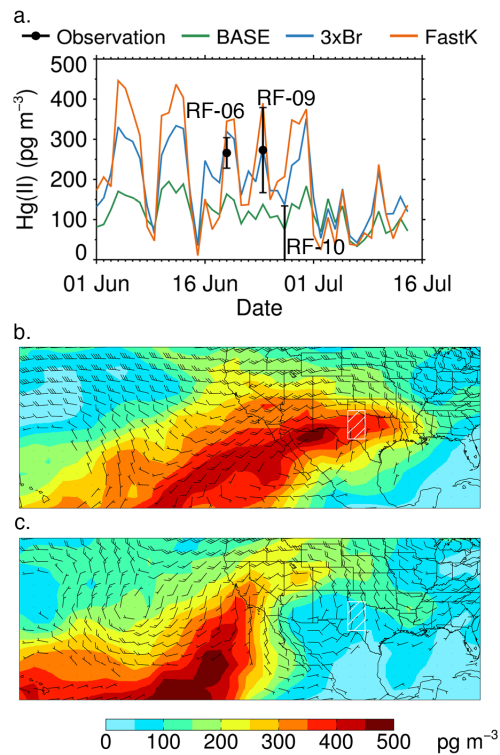 a.
Observation BASE 3xBr FastK
500
400
300
200
100
0
Hg(II) (pg m⁻³)
RF-06 RF-09
RF-10
01 Jun 16 Jun 01 Jul 16 Jul
Date
b.
c.
0 100 200 300 400 500 pg m⁻³